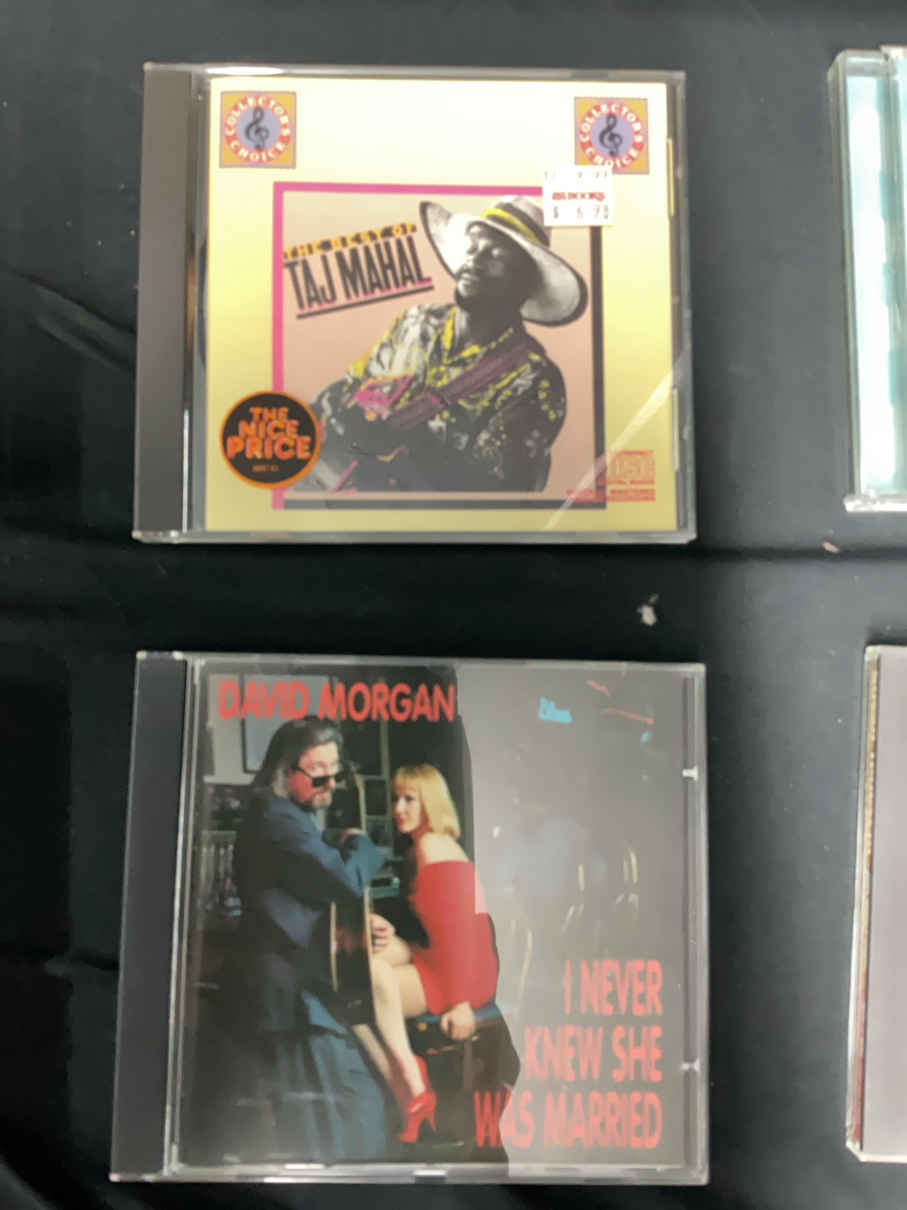 COLLECTOR'S CHOICE
COLLECTOR'S CHOICE
THE BEST OF
TAJ MAHAL
THE
NICE
PRICE
DAVID MORGAN
I NEVER
KNEW SHE
WAS MARRIED